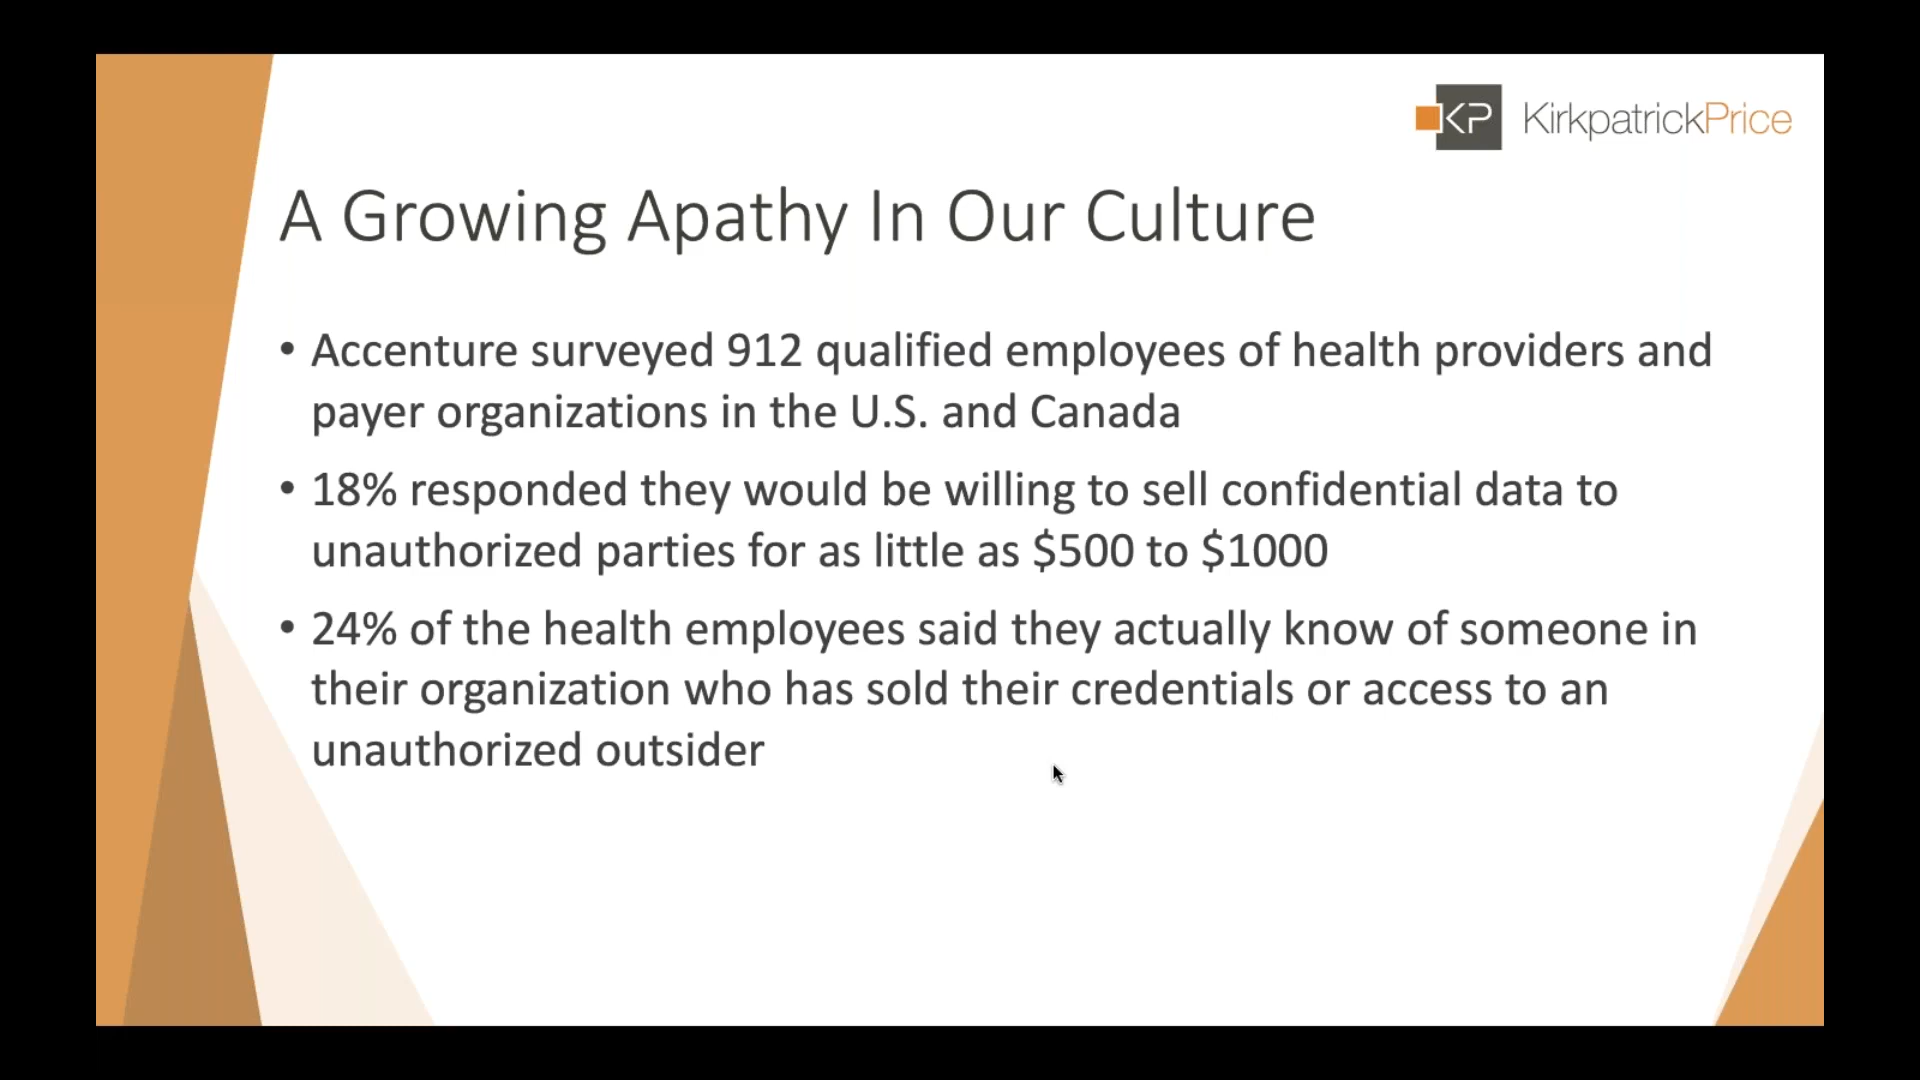 KP KirkpatrickPrice
A Growing Apathy In Our Culture
• Accenture surveyed 912 qualified employees of health providers and
payer organizations in the U.S. and Canada
• 18% responded they would be willing to sell confidential data to
unauthorized parties for as little as $500 to $1000
• 24% of the health employees said they actually know of someone in
their organization who has sold their credentials or access to an
unauthorized outsider